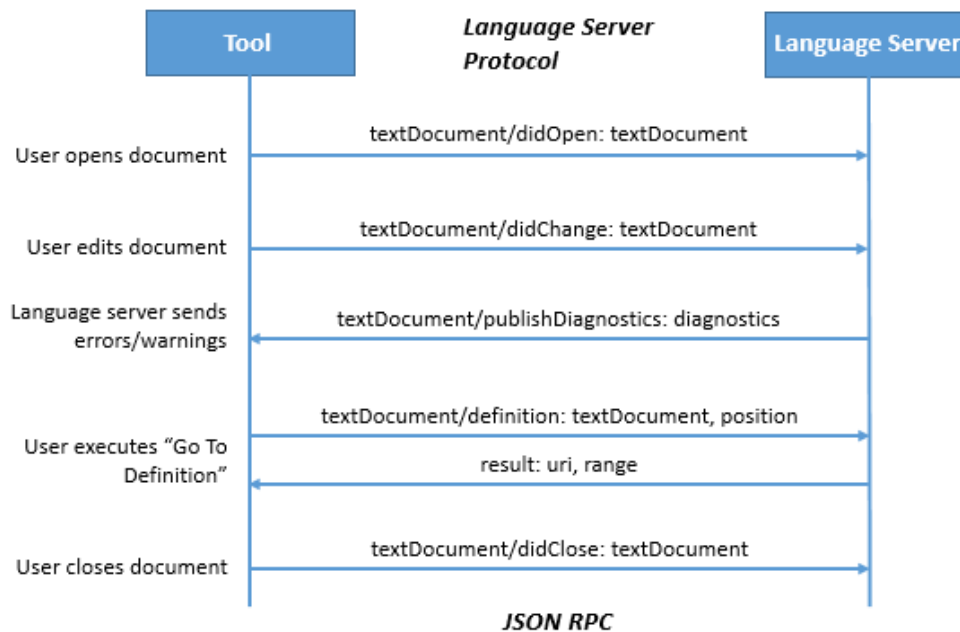 Tool
Language Server
Protocol
Language Server
textDocument/didOpen: textDocument
User opens document
textDocument/didChange: textDocument
User edits document
Language server sends
errors/warnings
textDocument/publishDiagnostics: diagnostics
textDocument/definition: textDocument, position
User executes “Go To
Definition”
result: uri, range
textDocument/didClose: textDocument
User closes document
JSON RPC